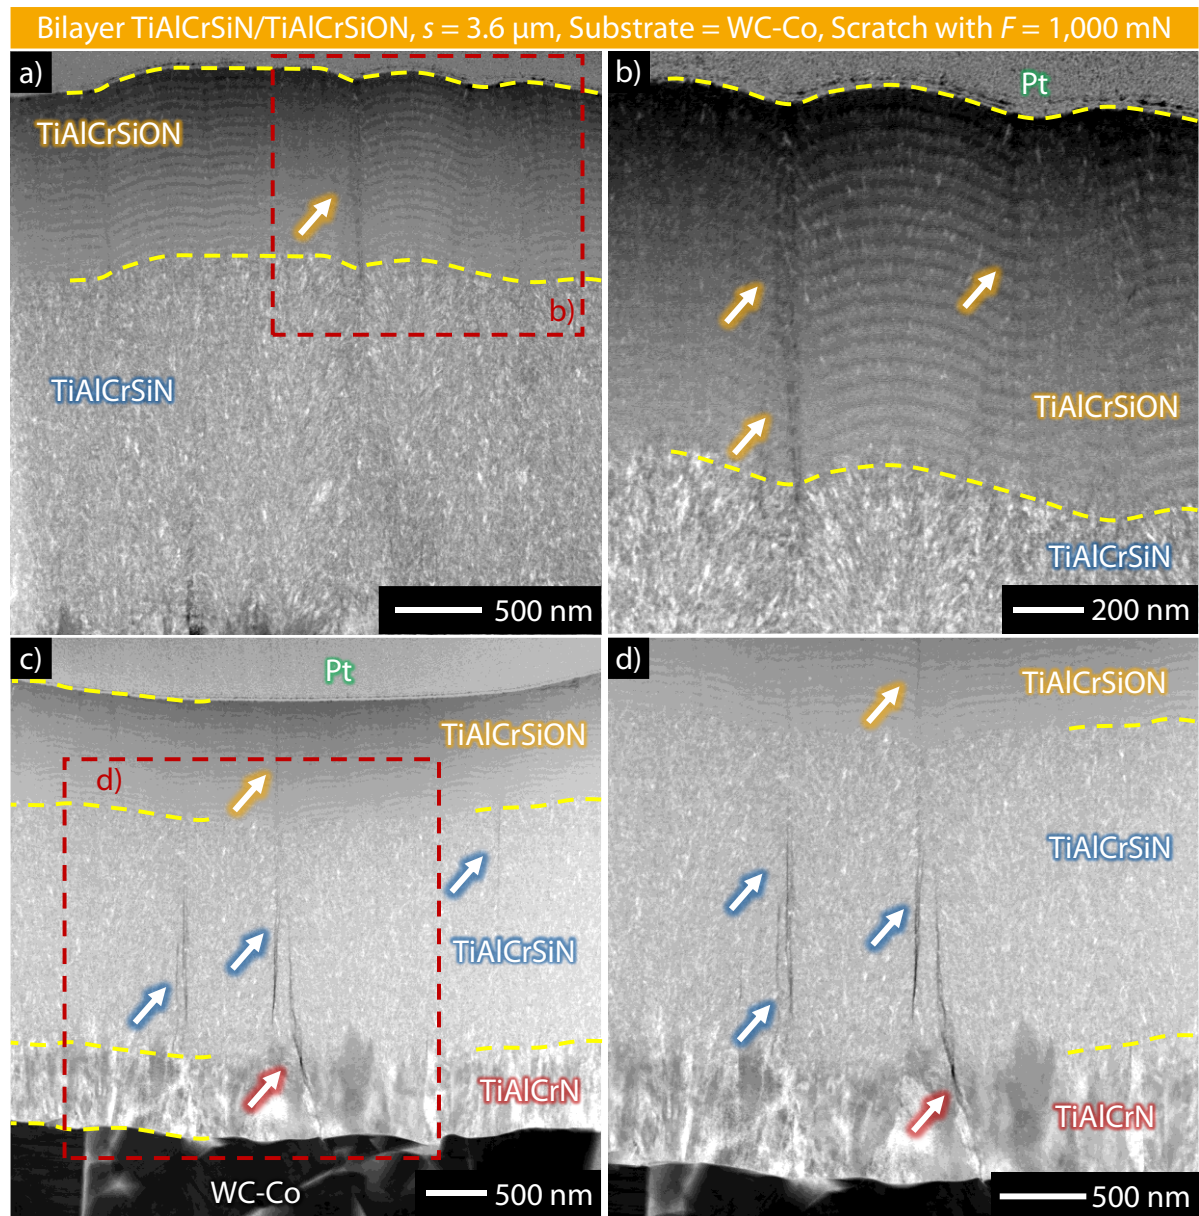 Bilayer TiAlCrSiN/TiAlCrSiON, s = 3.6 μm, Substrate = WC-Co, Scratch with F = 1,000 mN
a)
TiAlCrSiON
b)
TiAlCrSiN
500 nm
b)
Pt
TiAlCrSiON
TiAlCrSiN
200 nm
c)
Pt
TiAlCrSiON
d)
TiAlCrSiN
TiAlCrN
WC-Co
500 nm
d)
TiAlCrSiON
TiAlCrSiN
TiAlCrN
500 nm